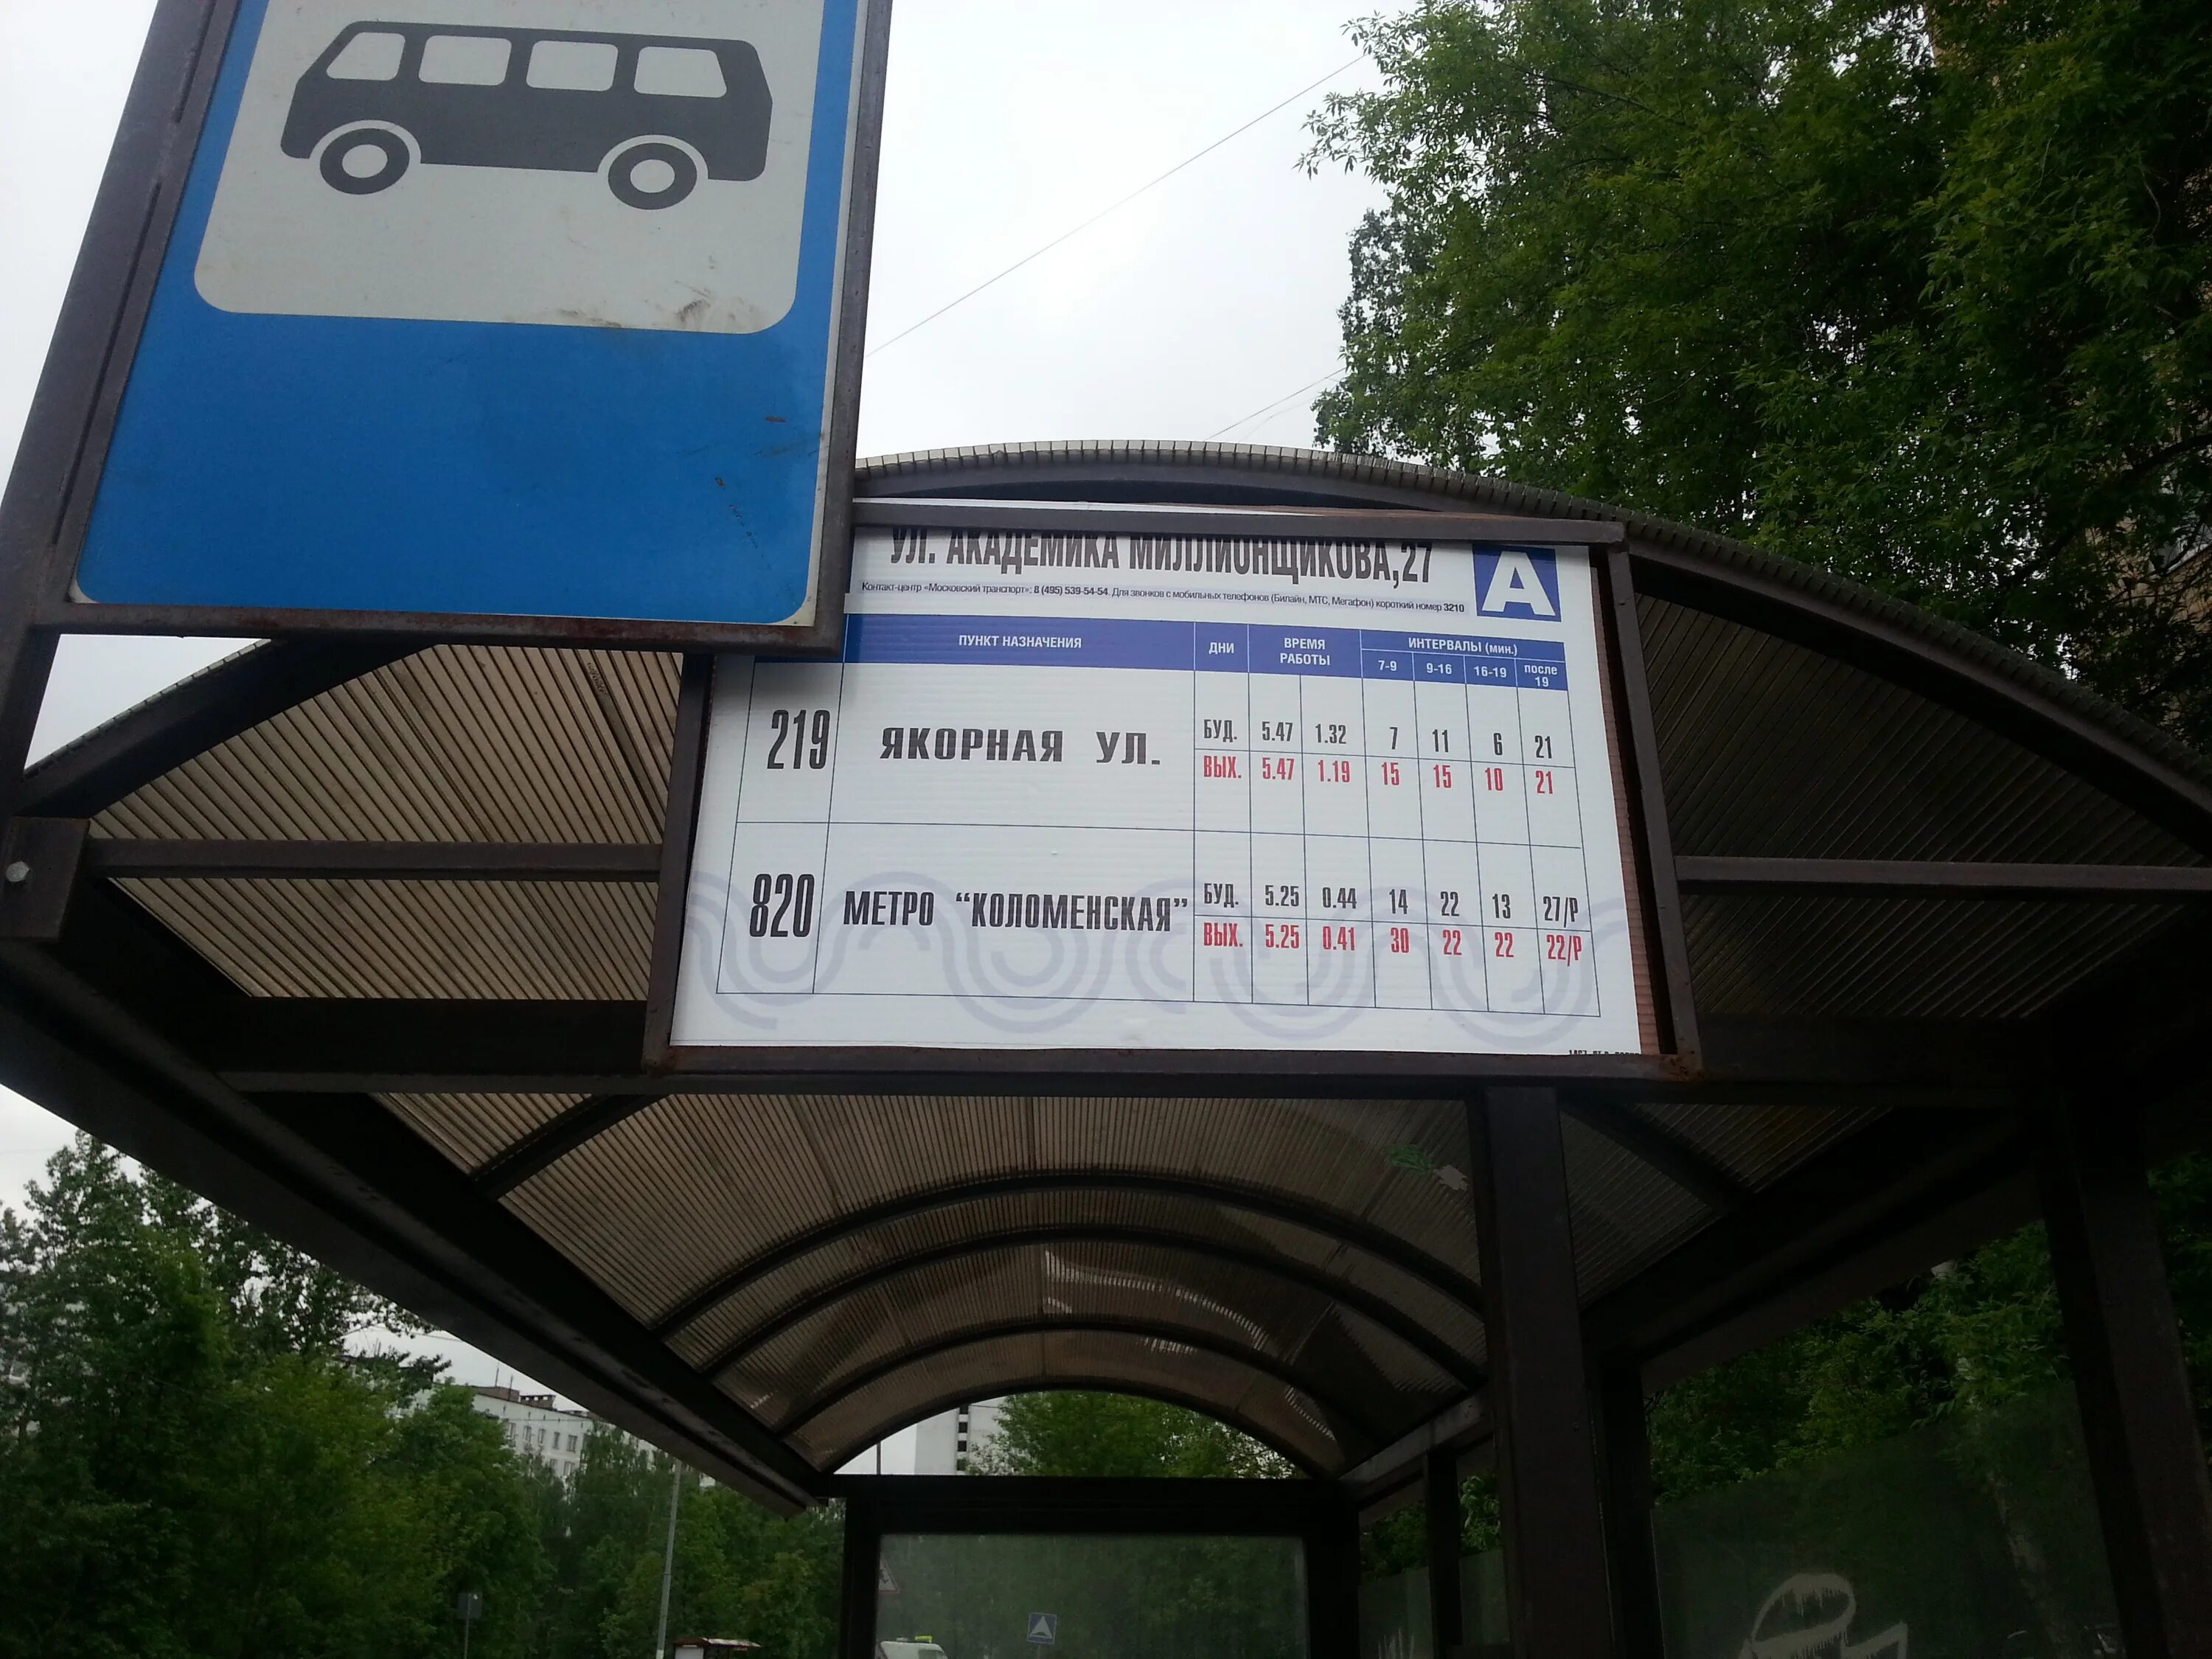 УЛ. АКАДЕМИКА МИЛЛИОНЩИКОВА,27
А
Контакт-центр «Московский транспорт»: 8 (495) 539-54-54. Для звонков с мобильных телефонов (Билайн, МТС, Мегафон) короткий номер 3210
ПУНКТ НАЗНАЧЕНИЯ ДНИ ВРЕМЯ РАБОТЫ ИНТЕРВАЛЫ (мин.)
7-9 9-16 16-19 после 19
219 ЯКОРНАЯ УЛ. БУД. 5.47 1.32 7 11 6 21
ВЫХ. 5.47 1.19 15 15 10 21
820 МЕТРО “КОЛОМЕНСКАЯ” БУД. 5.25 0.44 14 22 13 27/Р
ВЫХ. 5.25 0.41 30 22 22 22/Р